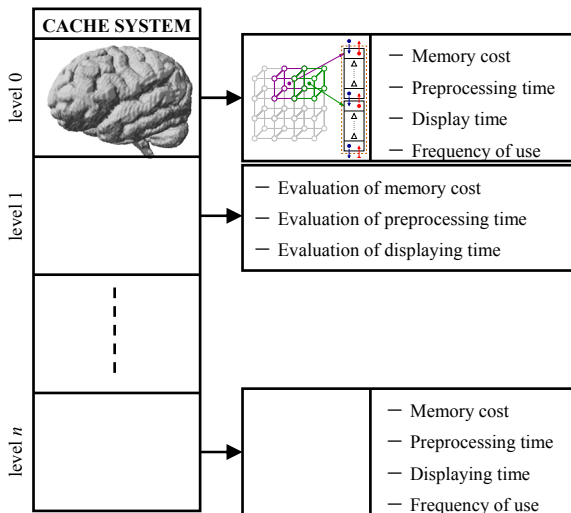 CACHE SYSTEM
level 0
– Memory cost
– Preprocessing time
– Display time
– Frequency of use
level 1
– Evaluation of memory cost
– Evaluation of preprocessing time
– Evaluation of displaying time
level n
– Memory cost
– Preprocessing time
– Displaying time
– Frequency of use